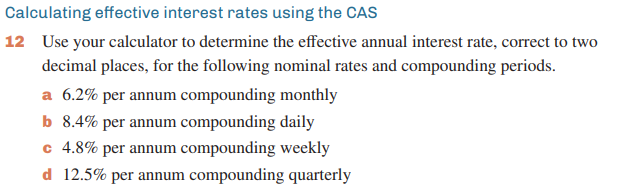 Calculating effective interest rates using the CAS
12 Use your calculator to determine the effective annual interest rate, correct to two
decimal places, for the following nominal rates and compounding periods.
a 6.2% per annum compounding monthly
b 8.4% per annum compounding daily
c 4.8% per annum compounding weekly
d 12.5% per annum compounding quarterly